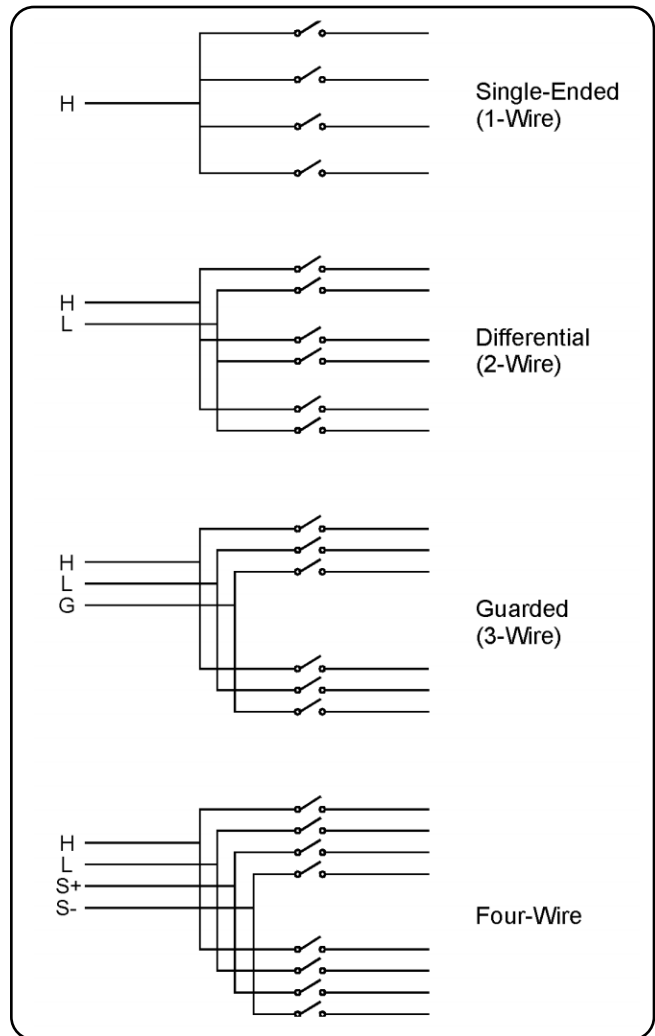 H
Single-Ended
(1-Wire)
H
L
Differential
(2-Wire)
H
L
G
Guarded
(3-Wire)
H
L
S+
S-
Four-Wire